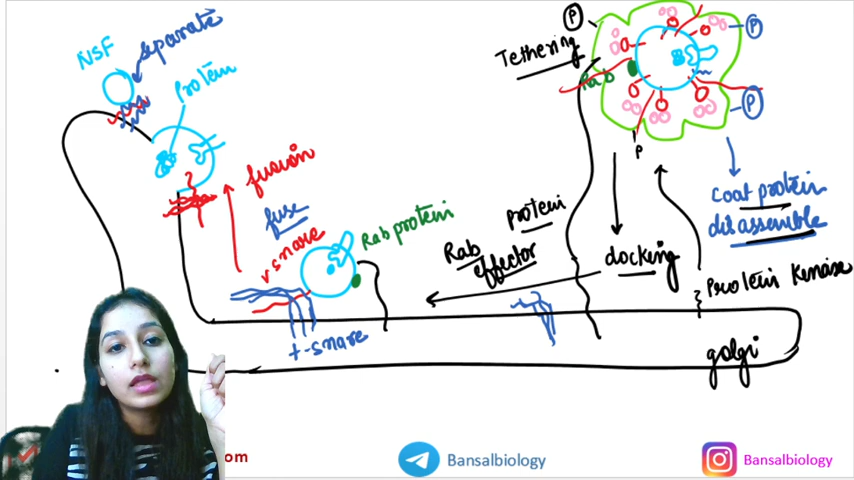 NSF
separate
Protein
fusion
fuse
v snare
t-snare
Rab protein
Rab
effector
protein
docking
Tethering
Rab
P
P
P
P
coat protein
disassemble
Protein Kinase
golgi
om
Bansalbiology
Bansalbiology